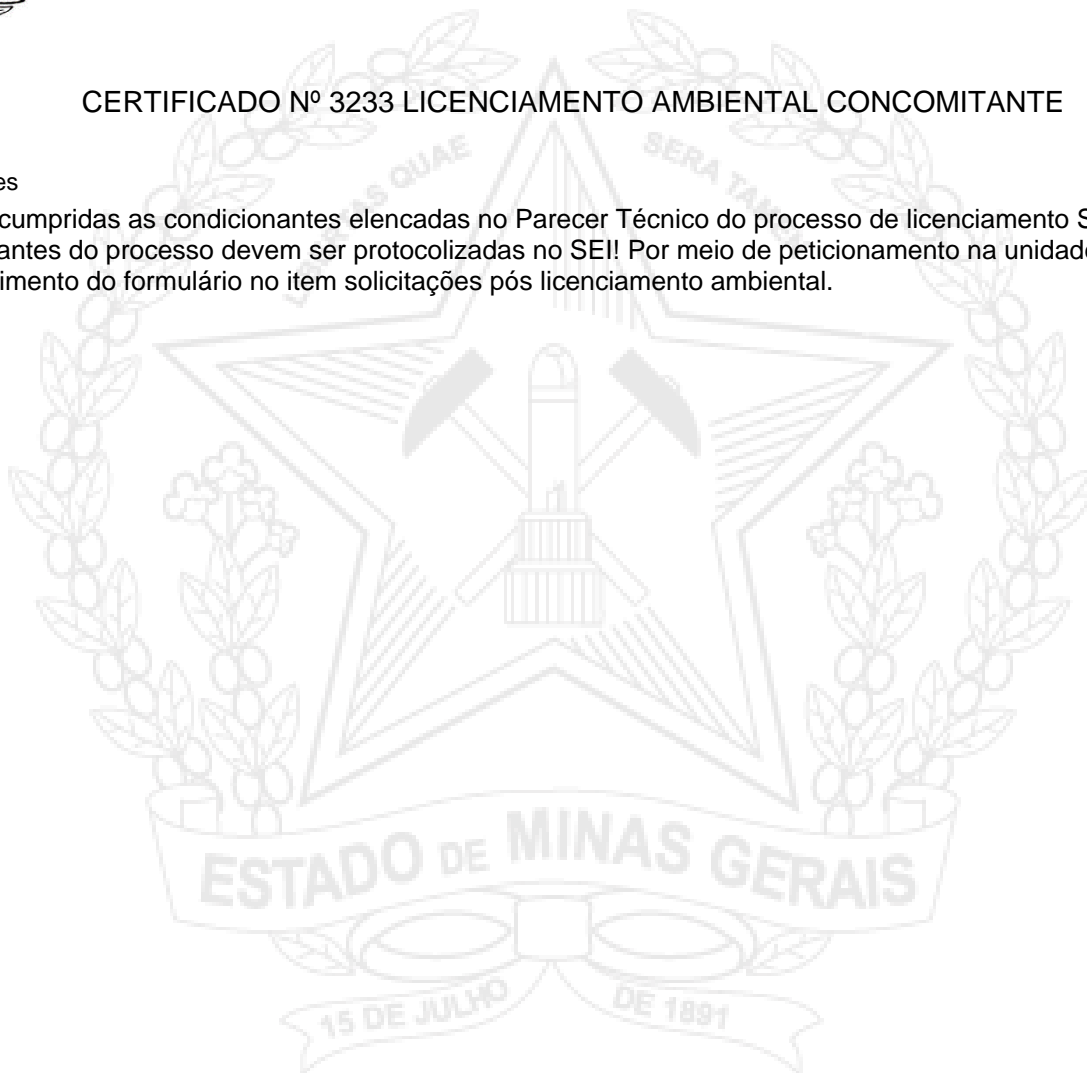 CERTIFICADO Nº 3233 LICENCIAMENTO AMBIENTAL CONCOMITANTE
es
cumpridas as condicionantes elencadas no Parecer Técnico do processo de licenciamento S
antes do processo devem ser protocolizadas no SEI! Por meio de peticionamento na unidad
imento do formulário no item solicitações pós licenciamento ambiental.
QUAE
SERA
ESTADO DE MINAS GERAIS
15 DE JULHO DE 1891